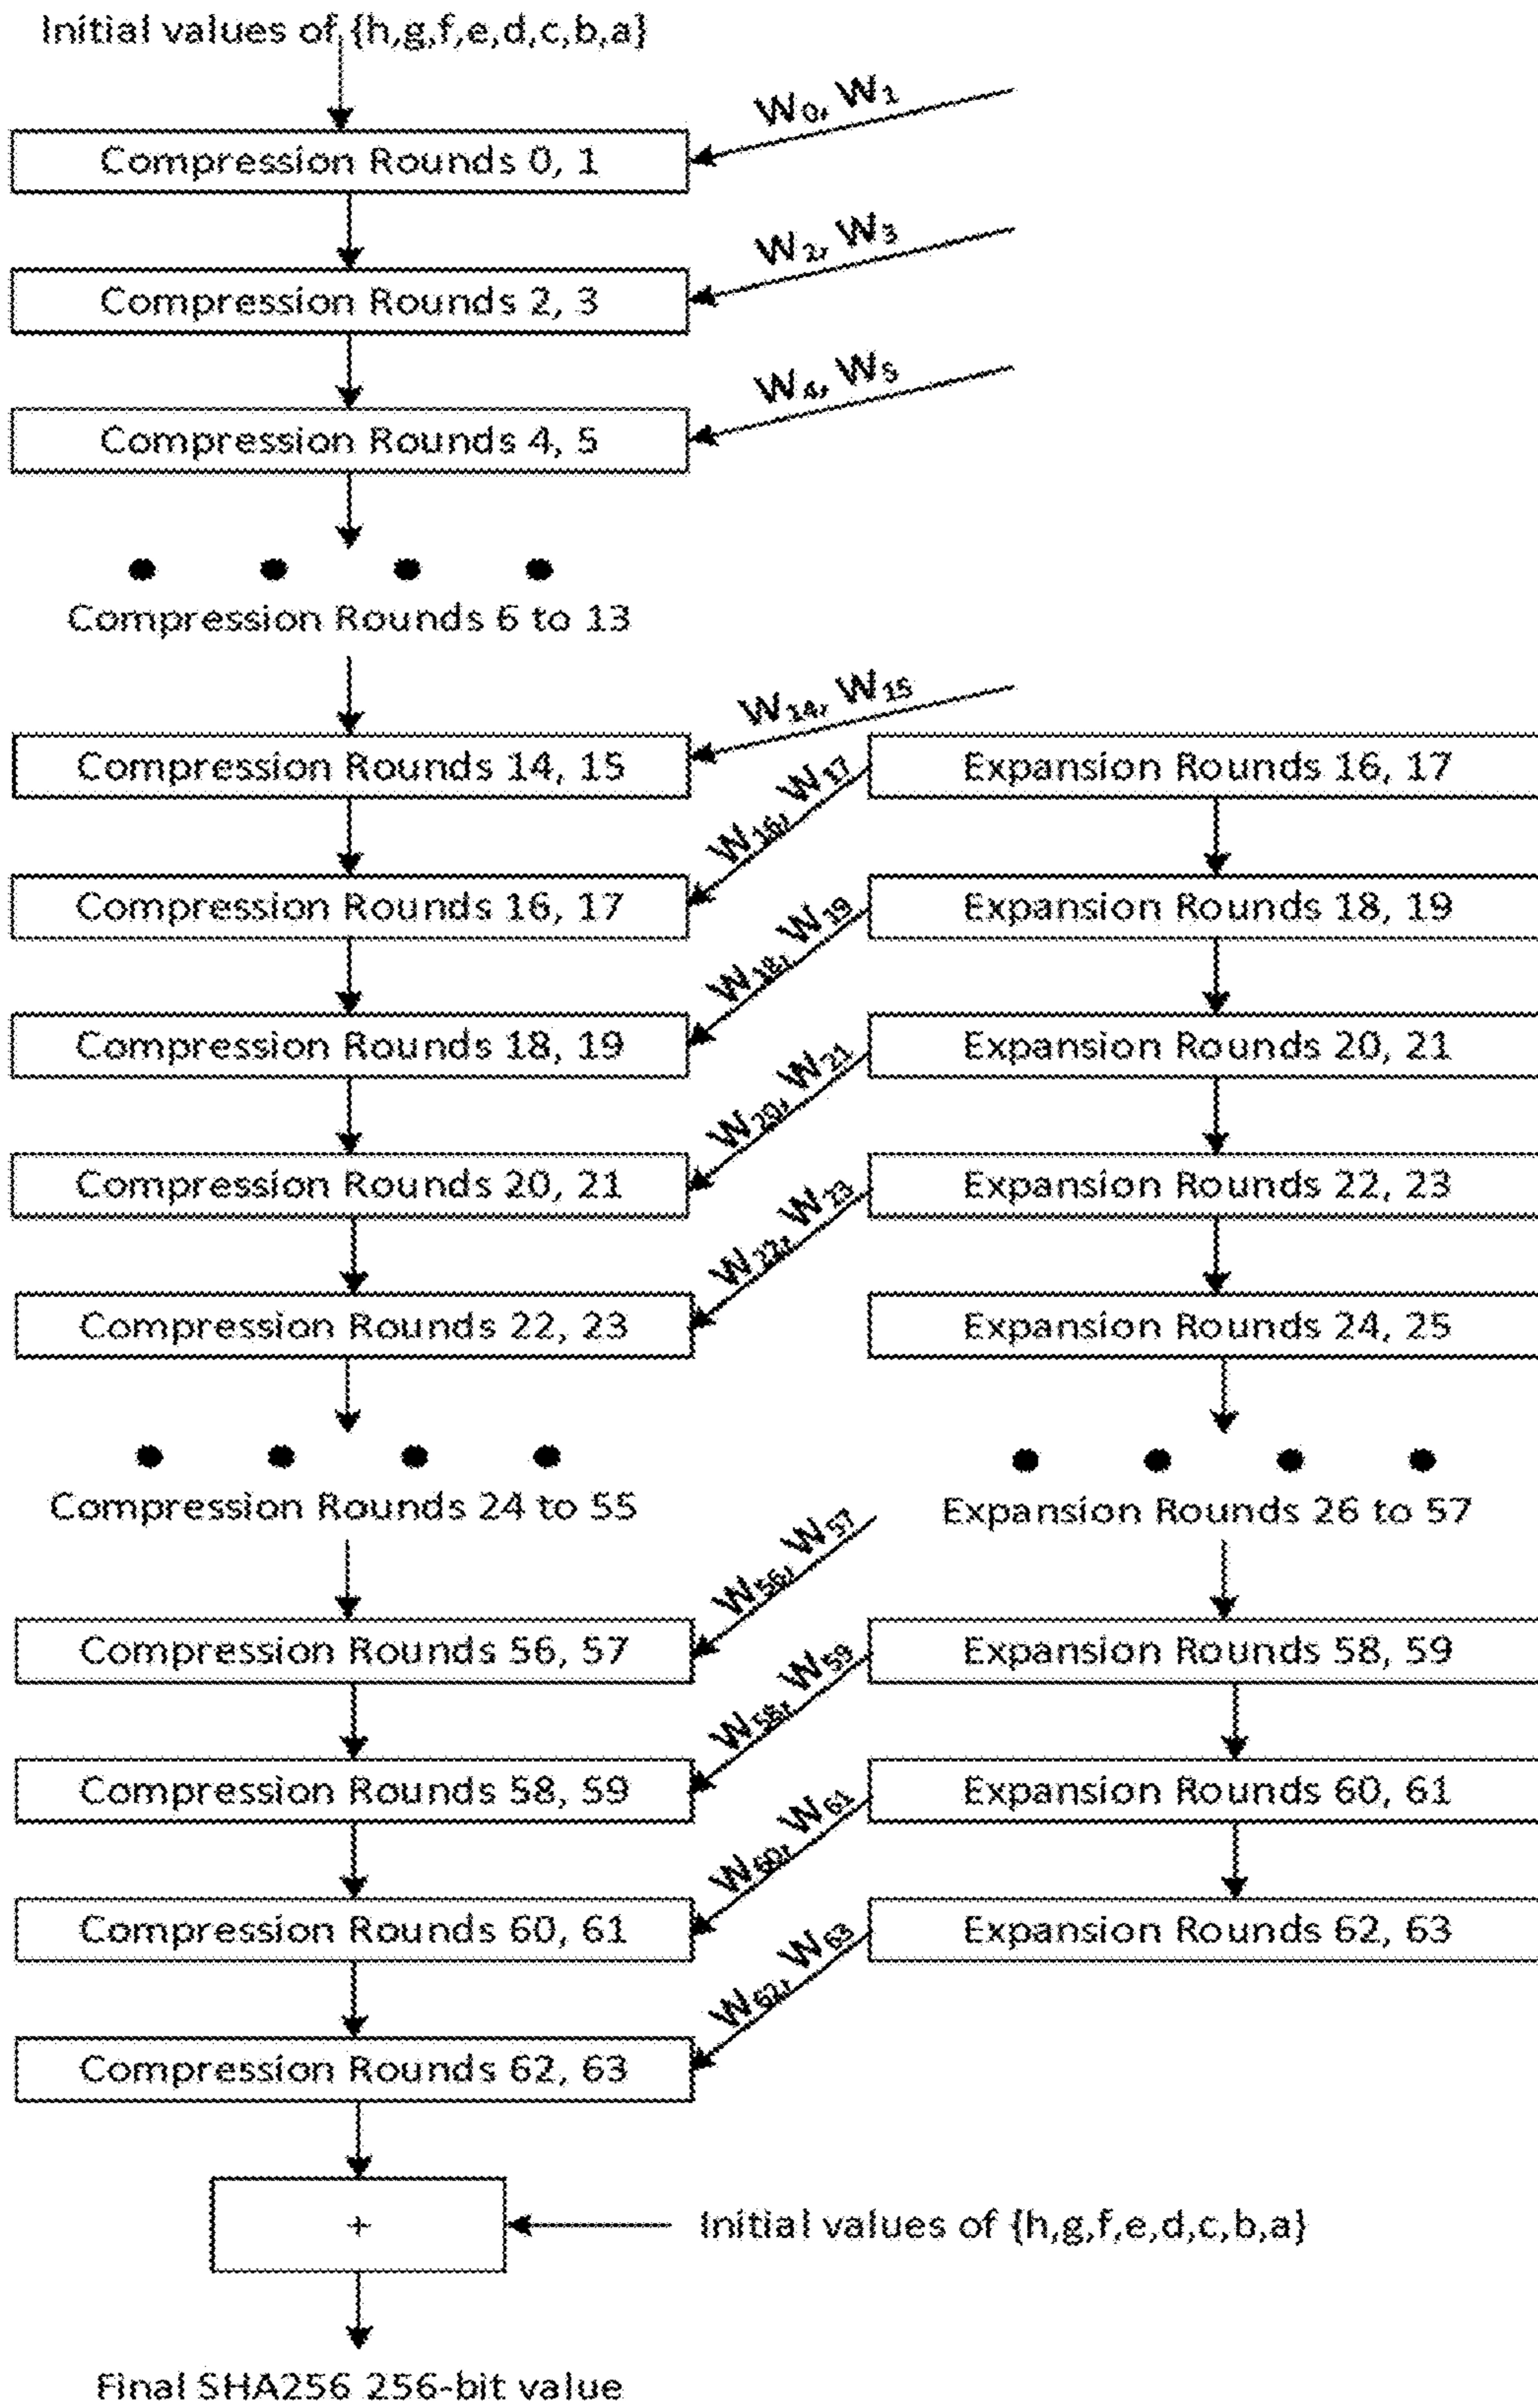 Initial values of {h,g,f,e,d,c,b,a}
W₀, W₁
Compression Rounds 0, 1
W₂, W₃
Compression Rounds 2, 3
W₄, W₅
Compression Rounds 4, 5
Compression Rounds 6 to 13
W₁₄, W₁₅
Compression Rounds 14, 15
Expansion Rounds 16, 17
W₁₆, W₁₇
Compression Rounds 16, 17
Expansion Rounds 18, 19
W₁₈, W₁₉
Compression Rounds 18, 19
Expansion Rounds 20, 21
W₂₀, W₂₁
Compression Rounds 20, 21
Expansion Rounds 22, 23
W₂₂, W₂₃
Compression Rounds 22, 23
Expansion Rounds 24, 25
Compression Rounds 24 to 55
Expansion Rounds 26 to 57
W₅₆, W₅₇
Compression Rounds 56, 57
Expansion Rounds 58, 59
W₅₈, W₅₉
Compression Rounds 58, 59
Expansion Rounds 60, 61
W₆₀, W₆₁
Compression Rounds 60, 61
Expansion Rounds 62, 63
W₆₂, W₆₃
Compression Rounds 62, 63
+
Initial values of {h,g,f,e,d,c,b,a}
Final SHA256 256-bit value